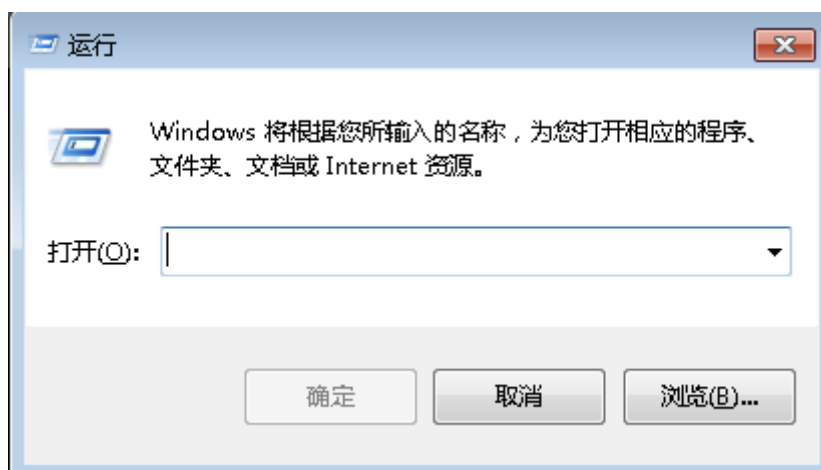 运行
Windows 将根据您所输入的名称，为您打开相应的程序、
文件夹、文档或 Internet 资源。
打开(O):
确定 取消 浏览(B)...